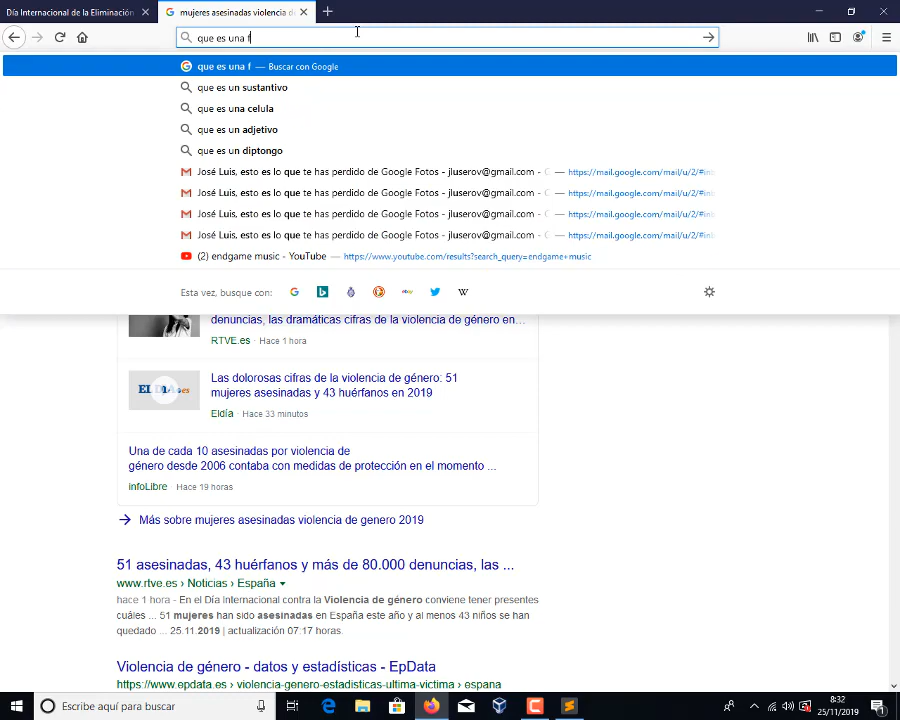 Día Internacional de la Eliminación
mujeres asesinadas violencia d
que es una f
que es una f — Buscar con Google
que es un sustantivo
que es una celula
que es un adjetivo
que es un diptongo
José Luis, esto es lo que te has perdido de Google Fotos - jluserov@gmail.com - — https://mail.google.com/mail/u/2/#in
José Luis, esto es lo que te has perdido de Google Fotos - jluserov@gmail.com - — https://mail.google.com/mail/u/2/#in
José Luis, esto es lo que te has perdido de Google Fotos - jluserov@gmail.com - — https://mail.google.com/mail/u/2/#in
José Luis, esto es lo que te has perdido de Google Fotos - jluserov@gmail.com - — https://mail.google.com/mail/u/2/#in
(2) endgame music - YouTube — https://www.youtube.com/results?search_query=endgame+music
Esta vez, busque con:
denuncias, las dramáticas cifras de la violencia de género en...
RTVE.es · Hace 1 hora
EL DÍA.es
Las dolorosas cifras de la violencia de género: 51
mujeres asesinadas y 43 huérfanos en 2019
Eldía · Hace 33 minutos
Una de cada 10 asesinadas por violencia de
género desde 2006 contaba con medidas de protección en el momento ...
infoLibre · Hace 19 horas
Más sobre mujeres asesinadas violencia de genero 2019
51 asesinadas, 43 huérfanos y más de 80.000 denuncias, las ...
www.rtve.es › Noticias › España
hace 1 hora - En el Día Internacional contra la Violencia de género conviene tener presentes
cuáles ... 51 mujeres han sido asesinadas en España este año y al menos 43 niños se han
quedado ... 25.11.2019 | actualización 07:17 horas.
Violencia de género - datos y estadísticas - EpData
https://www.epdata.es › violencia-genero-estadisticas-ultima-victima › espana
Escribe aquí para buscar
8:32
25/11/2019
1